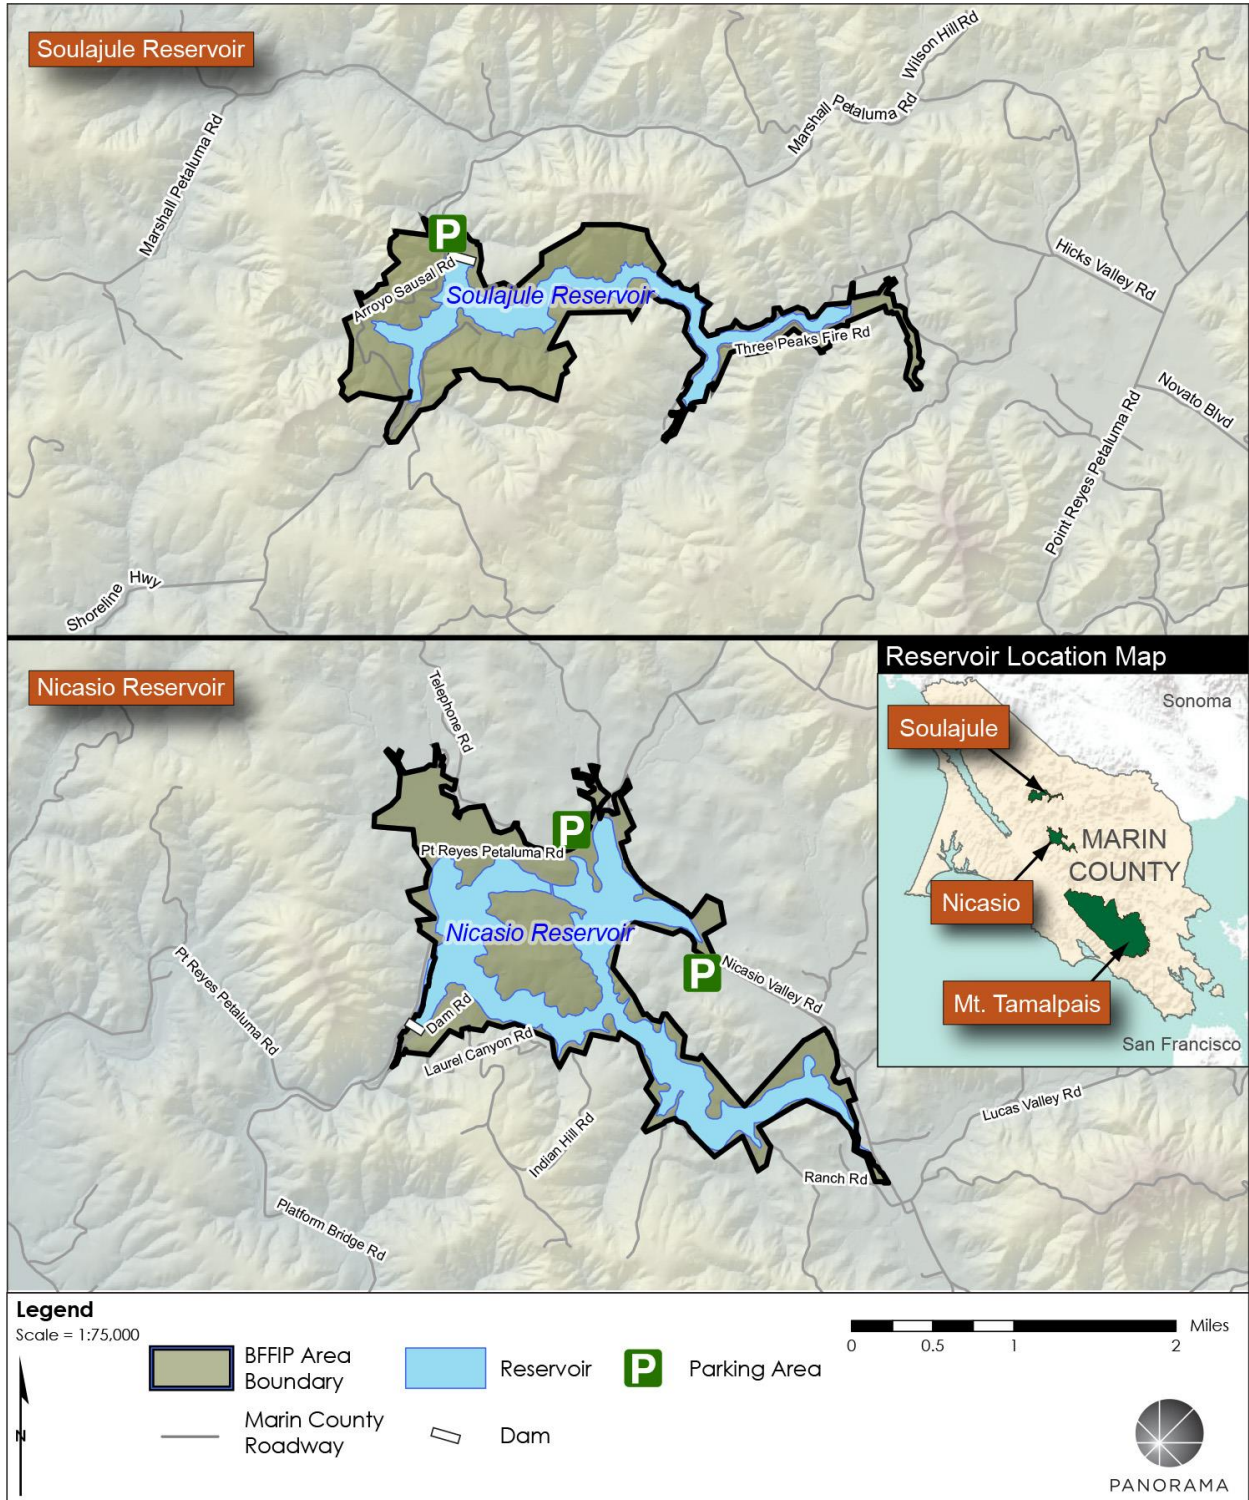 Soulajule Reservoir
Wilson Hill Rd
Marshall Petaluma Rd
Marshall Petaluma Rd
P
Arroyo Sausal Rd
Soulajule Reservoir
Hicks Valley Rd
Three Peaks Fire Rd
Novato Blvd
Point Reyes Petaluma Rd
Shoreline Hwy
Nicasio Reservoir
Telephone Rd
P
Pt Reyes Petaluma Rd
Nicasio Reservoir
P
Nicasio Valley Rd
Pt Reyes Petaluma Rd
Dam Rd
Laurel Canyon Rd
Indian Hill Rd
Lucas Valley Rd
Ranch Rd
Platform Bridge Rd
Reservoir Location Map
Sonoma
Soulajule
MARIN
COUNTY
Nicasio
Mt. Tamalpais
San Francisco
Legend
Scale = 1:75,000
N
BFFIP Area
Boundary
Reservoir
P
Parking Area
Marin County
Roadway
Dam
Miles
0 0.5 1 2
PANORAMA